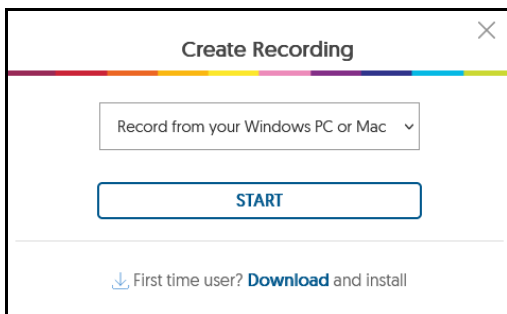 Create Recording
Record from your Windows PC or Mac
START
First time user? Download and install